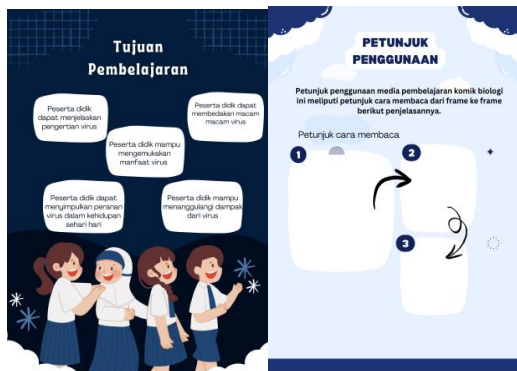 Tujuan
Pembelajaran
Peserta didik
dapat menjelaskan
pengertian virus
Peserta didik dapat
membedakan macam
macam virus
Peserta didik mampu
mengemukakan
manfaat virus
Peserta didik dapat
menyimpulkan peranan
virus dalam kehidupan
sehari hari
Peserta didik mampu
menanggulangi dampak
dari virus
PETUNJUK
PENGGUNAAN
Petunjuk penggunaan media pembelajaran komik biologi
ini meliputi petunjuk cara membaca dari frame ke frame
berikut penjelasannya.
Petunjuk cara membaca
1
2
3